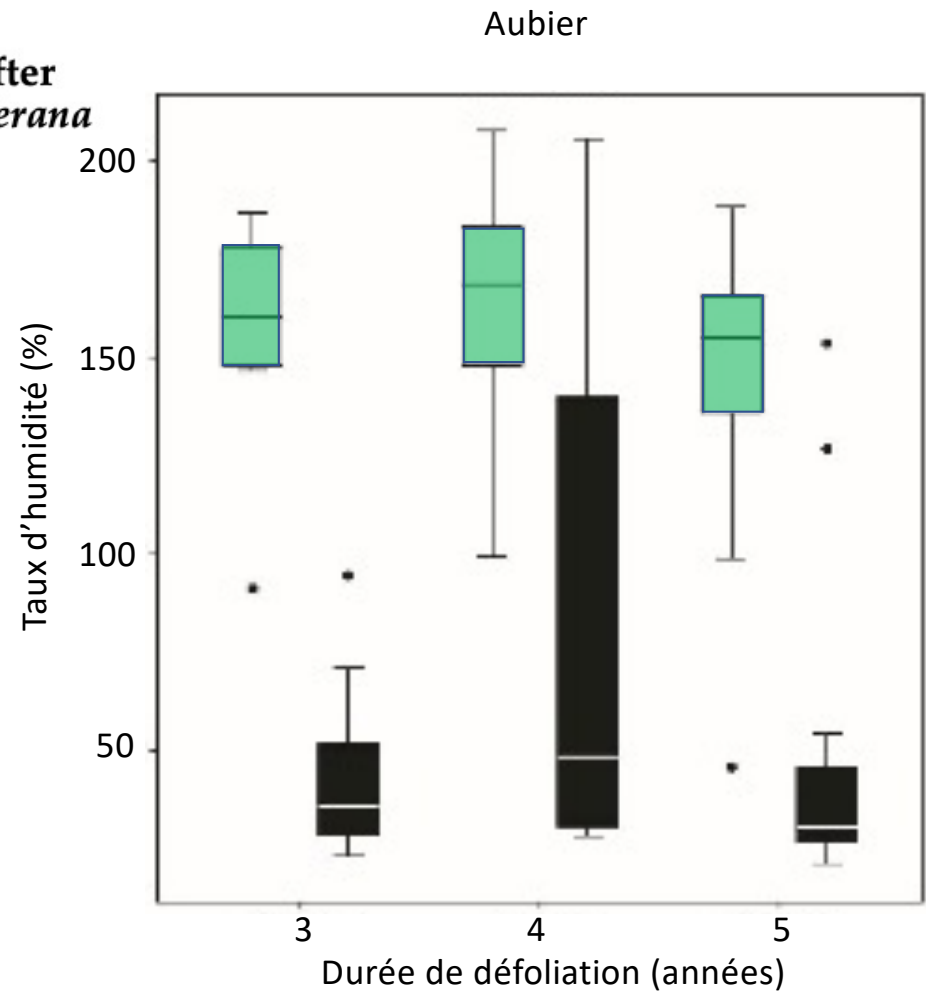 Aubier
fter
erana
200
150
100
50
Taux d’humidité (%)
3 4 5
Durée de défoliation (années)